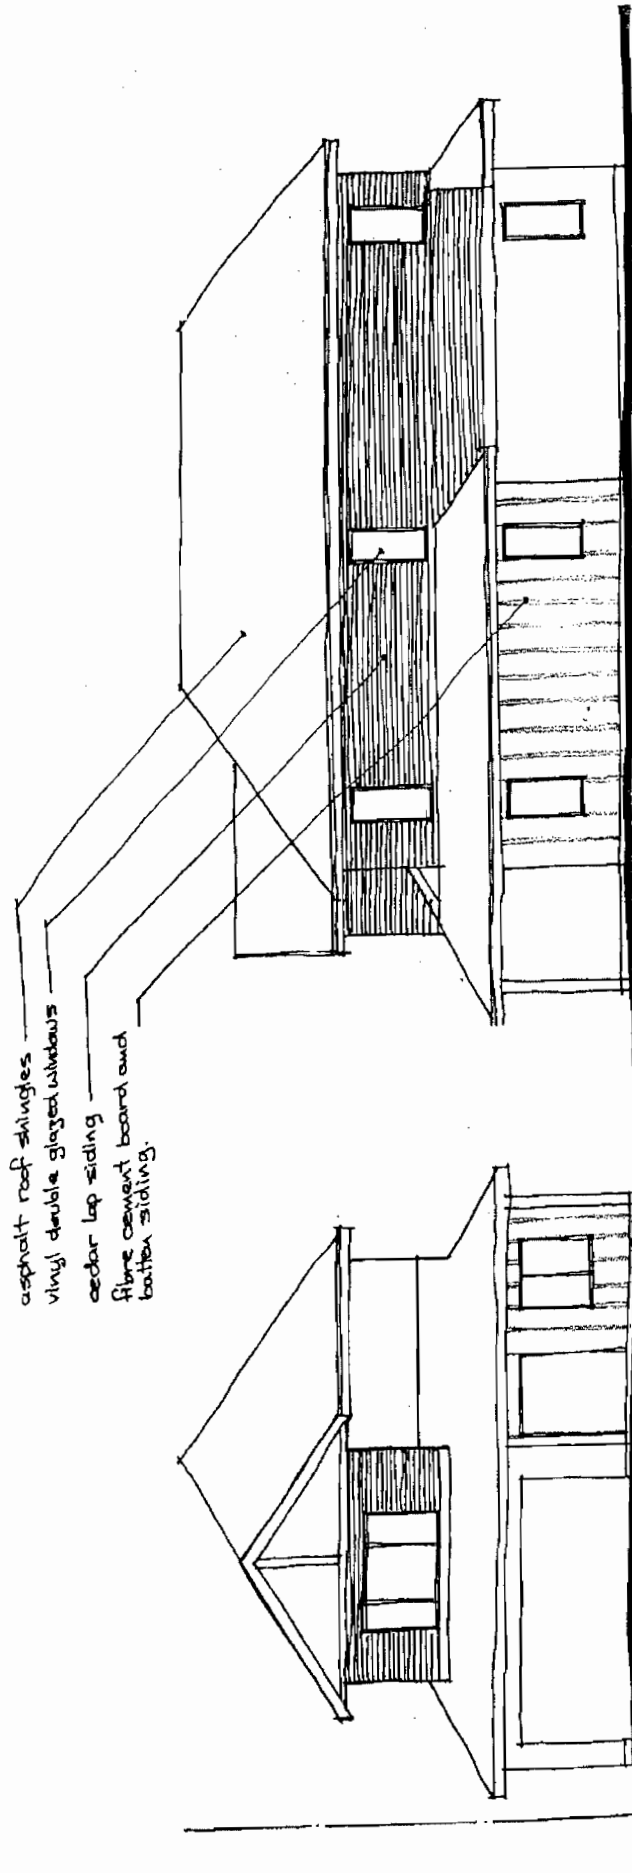 asphalt roof shingles
vinyl double glazed windows
cedar lap siding
fibre cement board and
batten siding.